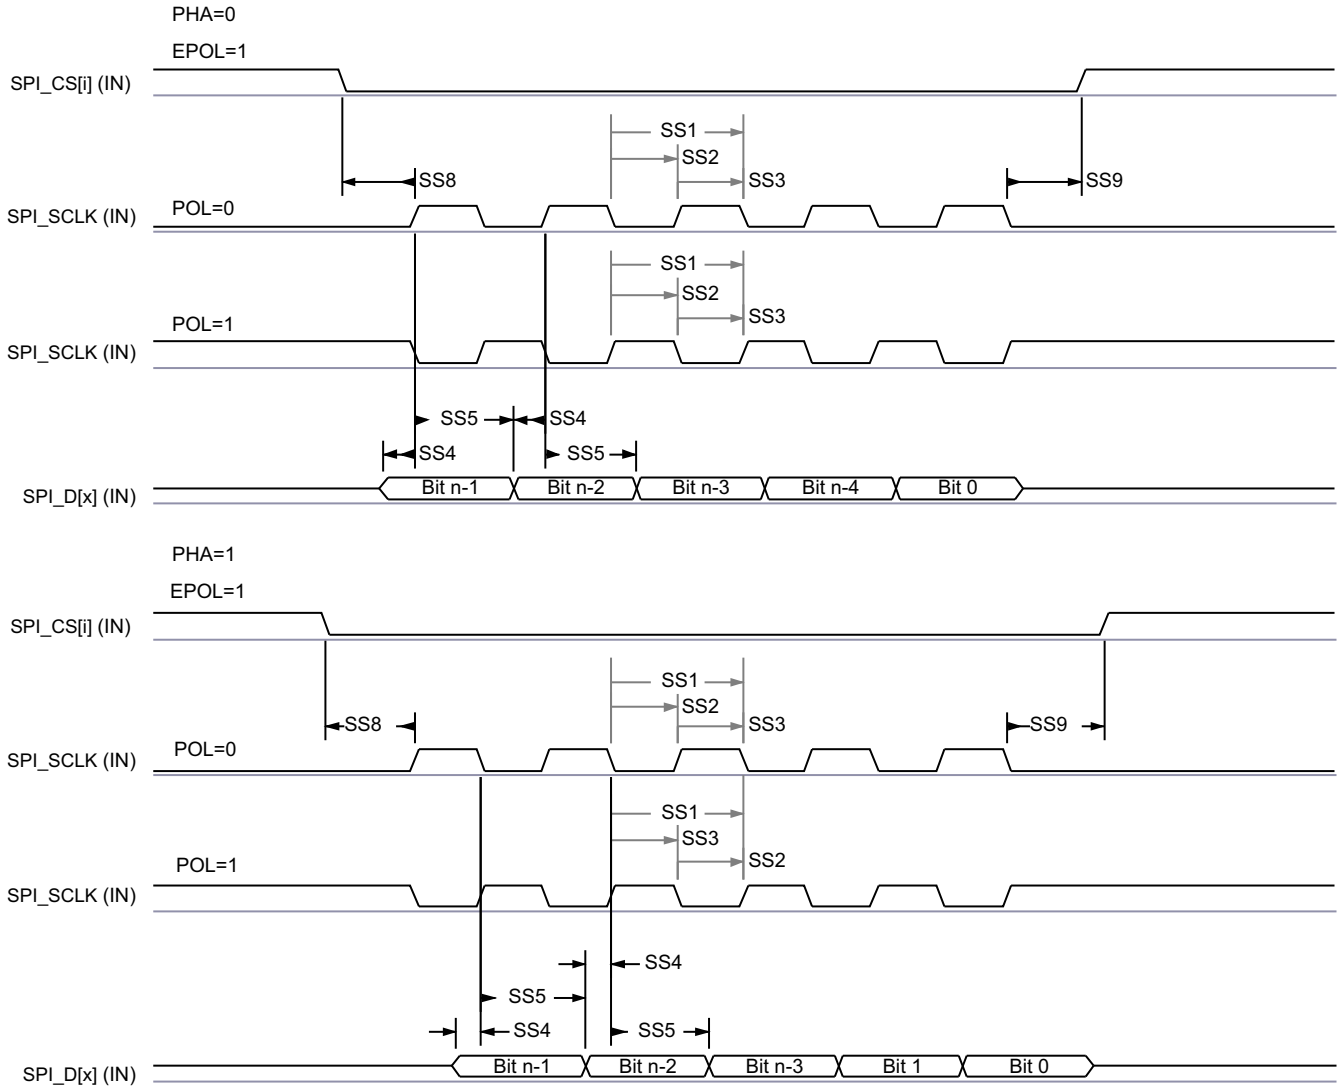 PHA=0
EPOL=1
SPI_CS[i] (IN)
SS1
SS2
SS8
SS3
SS9
POL=0
SPI_SCLK (IN)
SS1
SS2
SS3
POL=1
SPI_SCLK (IN)
SS5
SS4
SS4
SS5
SPI_D[x] (IN)
Bit n-1
Bit n-2
Bit n-3
Bit n-4
Bit 0
PHA=1
EPOL=1
SPI_CS[i] (IN)
SS1
SS2
SS8
SS3
SS9
POL=0
SPI_SCLK (IN)
SS1
SS3
SS2
POL=1
SPI_SCLK (IN)
SS4
SS5
SS4
SS5
SPI_D[x] (IN)
Bit n-1
Bit n-2
Bit n-3
Bit 1
Bit 0